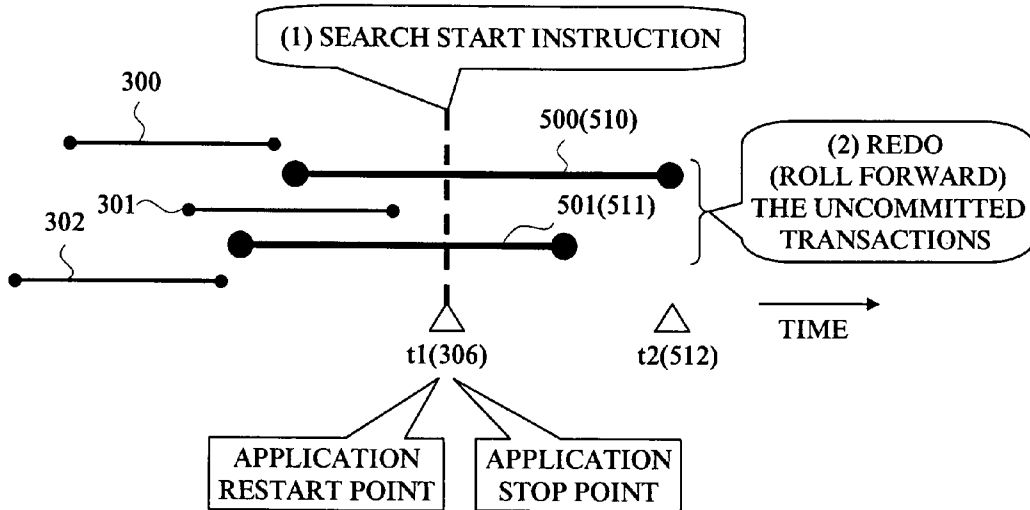 (1) SEARCH START INSTRUCTION
300
500(510)
(2) REDO
(ROLL FORWARD)
THE UNCOMMITTED
TRANSACTIONS
301
501(511)
302
TIME
t1(306)
t2(512)
APPLICATION
RESTART POINT
APPLICATION
STOP POINT